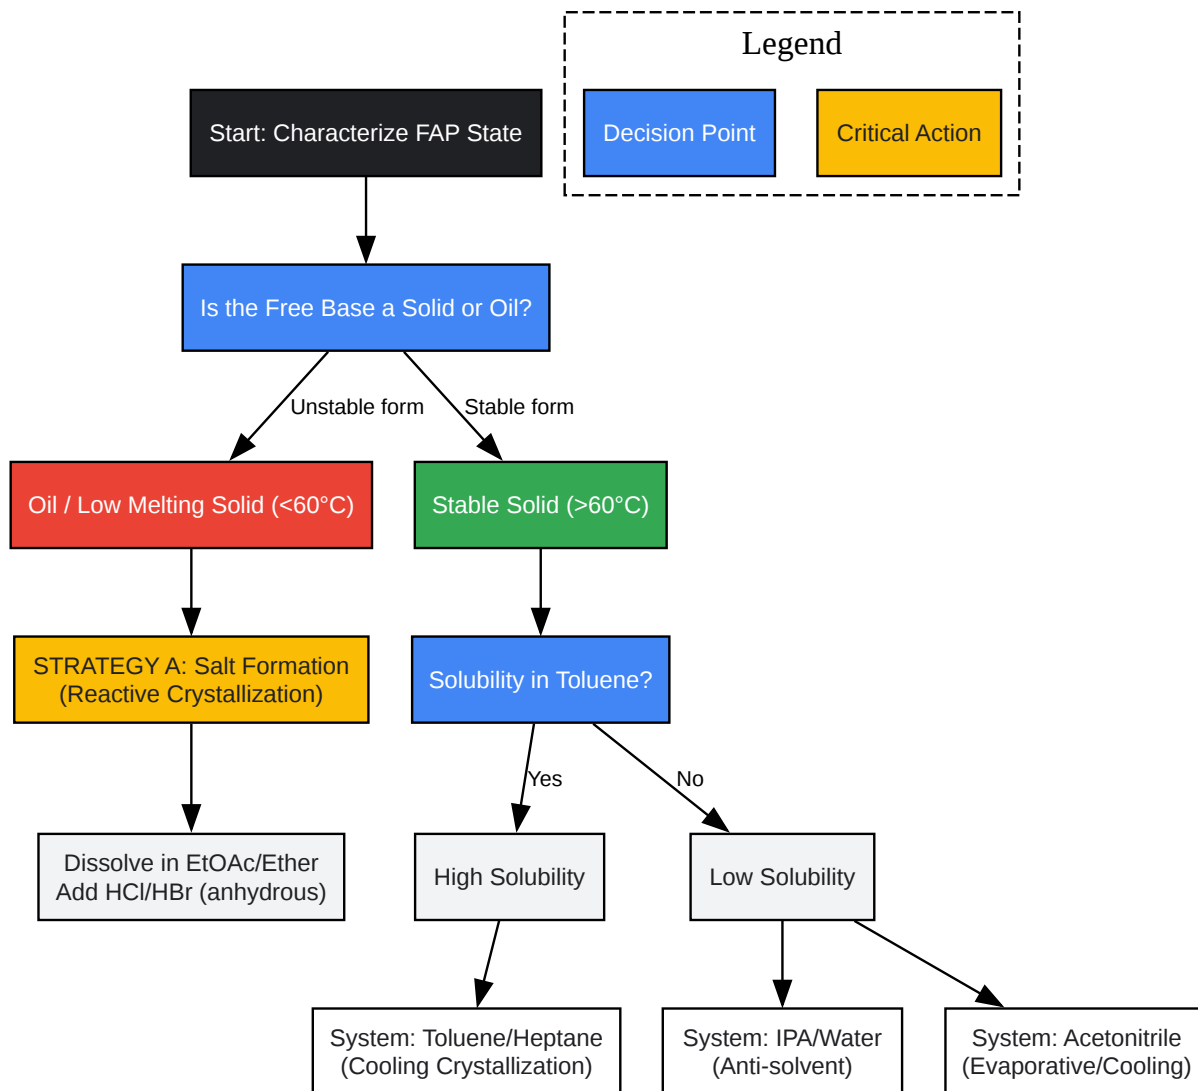 Legend
Start: Characterize FAP State
Decision Point
Critical Action
Is the Free Base a Solid or Oil?
Unstable form
Stable form
Oil / Low Melting Solid (<60°C)
Stable Solid (>60°C)
STRATEGY A: Salt Formation
(Reactive Crystallization)
Solubility in Toluene?
Yes
No
Dissolve in EtOAc/Ether
Add HCl/HBr (anhydrous)
High Solubility
Low Solubility
System: Toluene/Heptane
(Cooling Crystallization)
System: IPA/Water
(Anti-solvent)
System: Acetonitrile
(Evaporative/Cooling)